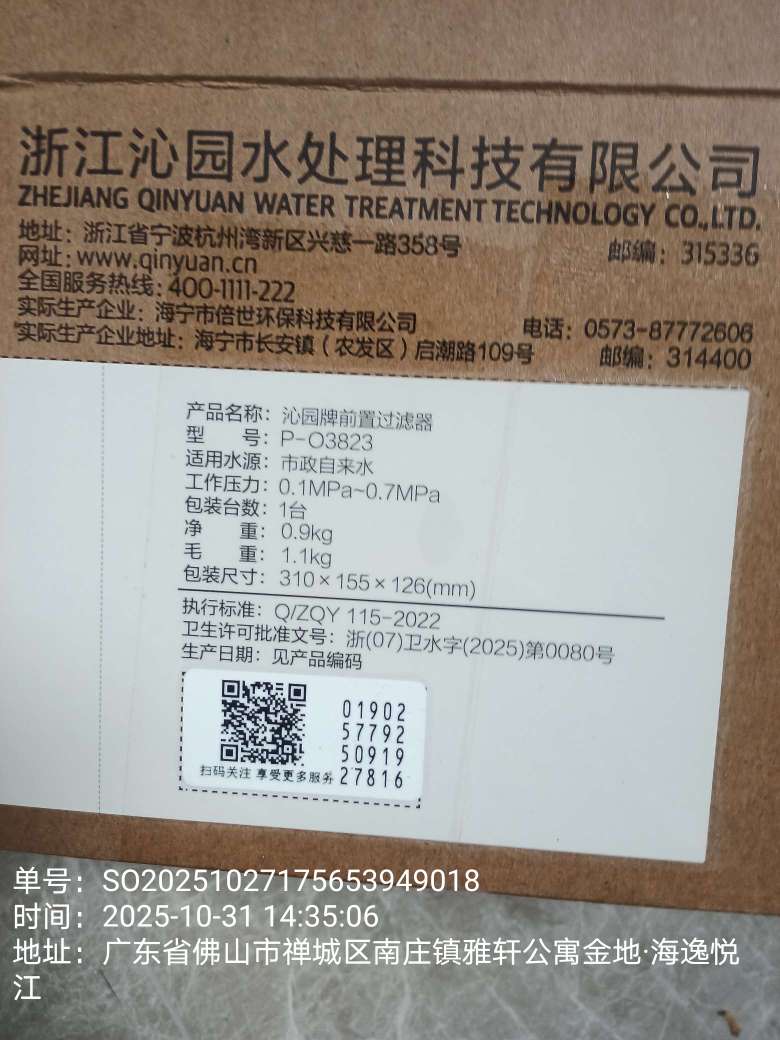 浙江沁园水处理科技有限公司
ZHEJIANG QINYUAN WATER TREATMENT TECHNOLOGY CO.,LTD.
地址：浙江省宁波杭州湾新区兴慈一路358号 邮编：315336
网址：www.qinyuan.cn
全国服务热线：400-1111-222
实际生产企业：海宁市倍世环保科技有限公司 电话：0573-87772606
实际生产企业地址：海宁市长安镇（农发区）启潮路109号 邮编：314400
产品名称：沁园牌前置过滤器
型 号：P-O3823
适用水源：市政自来水
工作压力：0.1MPa~0.7MPa
包装台数：1台
净 重：0.9kg
毛 重：1.1kg
包装尺寸：310×155×126(mm)
执行标准：Q/ZQY 115-2022
卫生许可批准文号：浙(07)卫水字(2025)第0080号
生产日期：见产品编码
01902
57792
50919
27816
扫码关注 享受更多服务
单号：SO20251027175653949018
时间：2025-10-31 14:35:06
地址：广东省佛山市禅城区南庄镇雅轩公寓金地·海逸悦
江